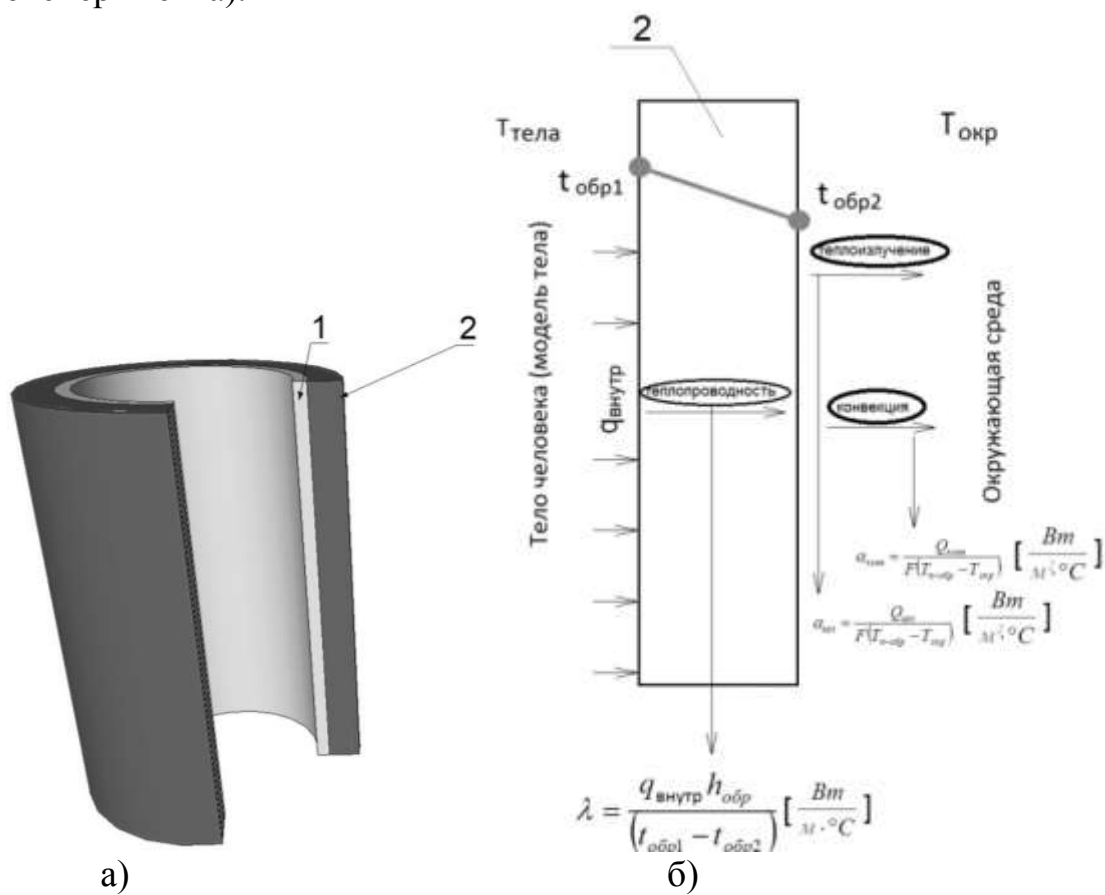 2
Tтела
Tокр
tобр1
tобр2
теплоизлучение
Тело человека (модель тела)
qвнутр
Окружающая среда
1
2
теплопроводность
конвекция
α = Q / F(T − T) [Вт / м²·°C]
α = Q / F(T − T) [Вт / м²·°C]
λ = qвнутр hобр / (tобр1 − tобр2) [Вт / м·°C]
а)
б)